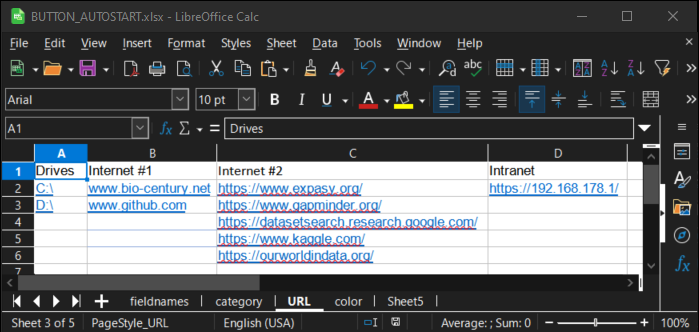 BUTTON_AUTOSTART.xlsx - LibreOffice Calc
File Edit View Insert Format Styles Sheet Data Tools Window Help
Arial 10 pt B I U A
A1 fx Σ = Drives
A B C D
1 Drives Internet #1 Internet #2 Intranet
2 C:\ www.bio-century.net https://www.expasy.org/ https://192.168.178.1/
3 D:\ www.github.com https://www.gapminder.org/
4 https://datasetsearch.research.google.com/
5 https://www.kaggle.com/
6 https://ourworldindata.org/
fieldnames category URL color Sheet5
Sheet 3 of 5 PageStyle_URL English (USA) Average: ; Sum: 0 100%